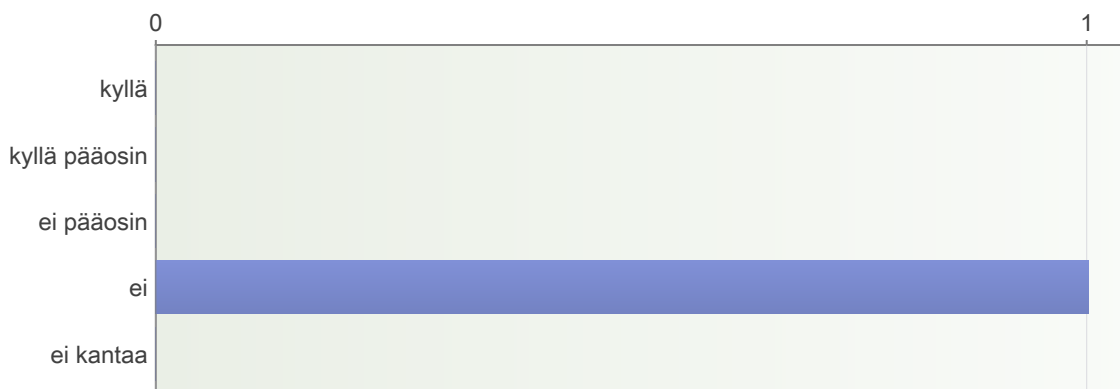 0 1
kyllä
kyllä pääosin
ei pääosin
ei
ei kantaa